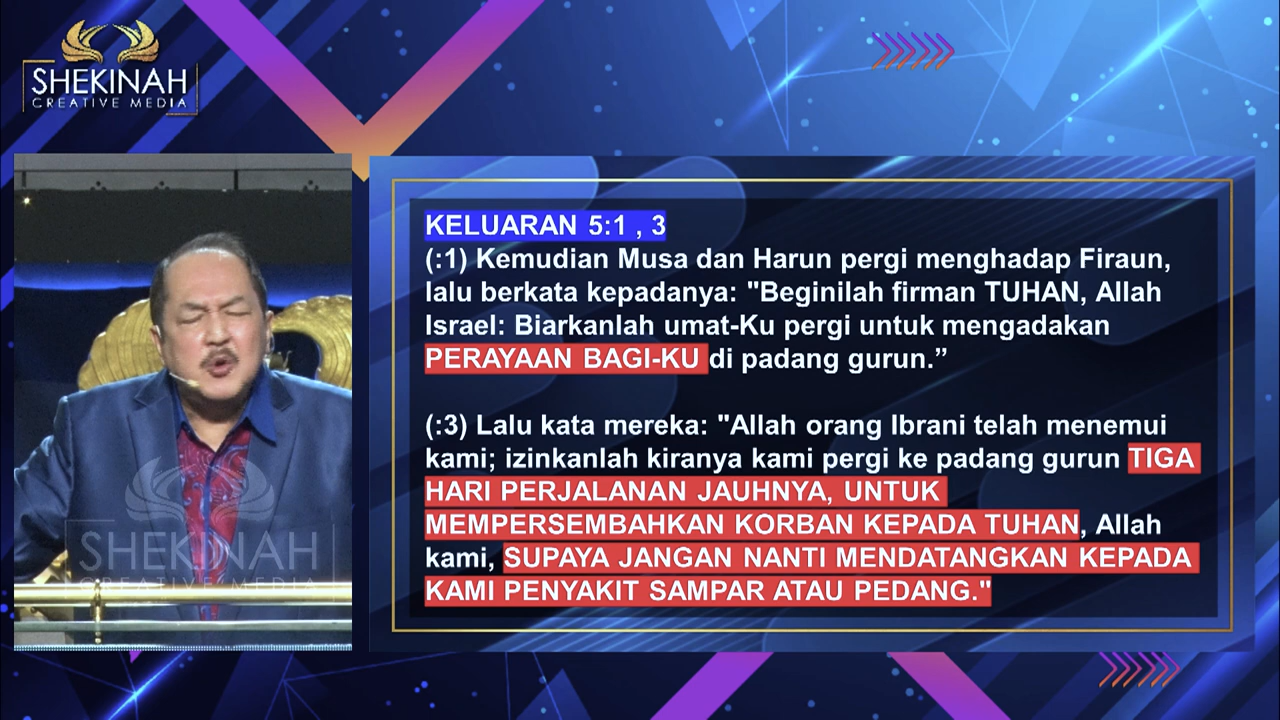 SHEKINAH
CREATIVE MEDIA
SHEKINAH
CREATIVE MEDIA
KELUARAN 5:1 , 3
(:1) Kemudian Musa dan Harun pergi menghadap Firaun,
lalu berkata kepadanya: "Beginilah firman TUHAN, Allah
Israel: Biarkanlah umat-Ku pergi untuk mengadakan
PERAYAAN BAGI-KU di padang gurun.”
(:3) Lalu kata mereka: "Allah orang Ibrani telah menemui
kami; izinkanlah kiranya kami pergi ke padang gurun TIGA
HARI PERJALANAN JAUHNYA, UNTUK
MEMPERSEMBAHKAN KORBAN KEPADA TUHAN, Allah
kami, SUPAYA JANGAN NANTI MENDATANGKAN KEPADA
KAMI PENYAKIT SAMPAR ATAU PEDANG."